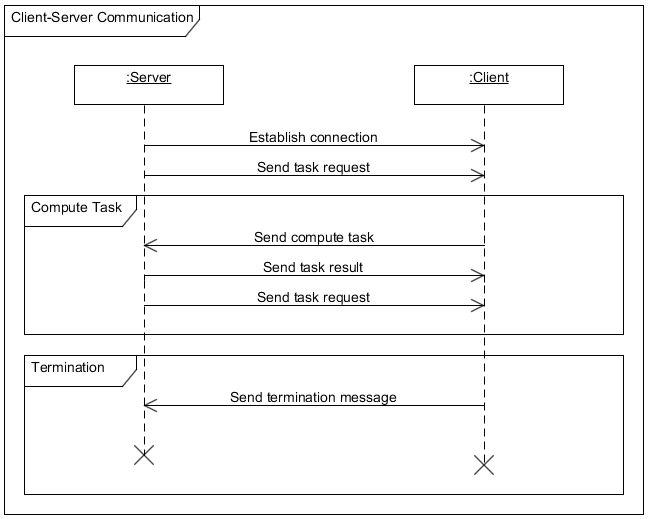 Client-Server Communication
:Server
:Client
Establish connection
Send task request
Compute Task
Send compute task
Send task result
Send task request
Termination
Send termination message